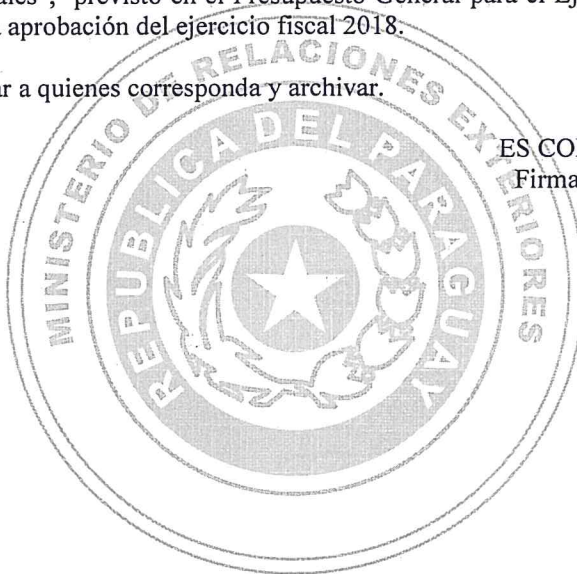 ales", previsto en el Presupuesto General para el Ej
aprobación del ejercicio fiscal 2018.
ar a quienes corresponda y archivar.
ES CO
Firma
MINISTERIO DE RELACIONES EXTERIORES
REPUBLICA DEL PARAGUAY